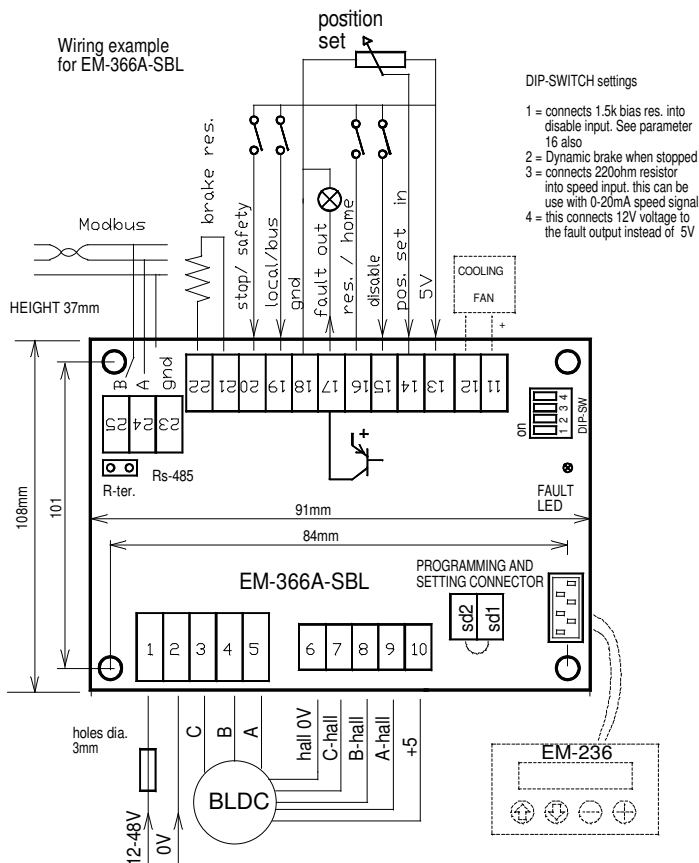 Wiring example
for EM-366A-SBL
position
set
DIP-SWITCH settings
1 = connects 1.5k bias res. into
disable input. See parameter
16 also
2 = Dynamic brake when stopped
3 = connects 220ohm resistor
into speed input. this can be
use with 0-20mA speed signal
4 = this connects 12V voltage to
the fault output instead of 5V
Modbus
brake res.
stop/ safety
local/bus
gnd
fault out
res. / home
disable
pos. set in
5V
COOLING
FAN
+
HEIGHT 37mm
B
A
gnd
22 21 20 19 18 17 16 15 14 13 12 11
25 24 23
R-ter.
Rs-485
+
on
1 2 3 4
DIP-SW
FAULT
LED
108mm
101
91mm
84mm
EM-366A-SBL
PROGRAMMING AND
SETTING CONNECTOR
sd2 sd1
1 2 3 4 5
6 7 8 9 10
holes dia.
3mm
C
B
A
hall 0V
C-hall
B-hall
A-hall
+5
BLDC
12-48V
0V
EM-236